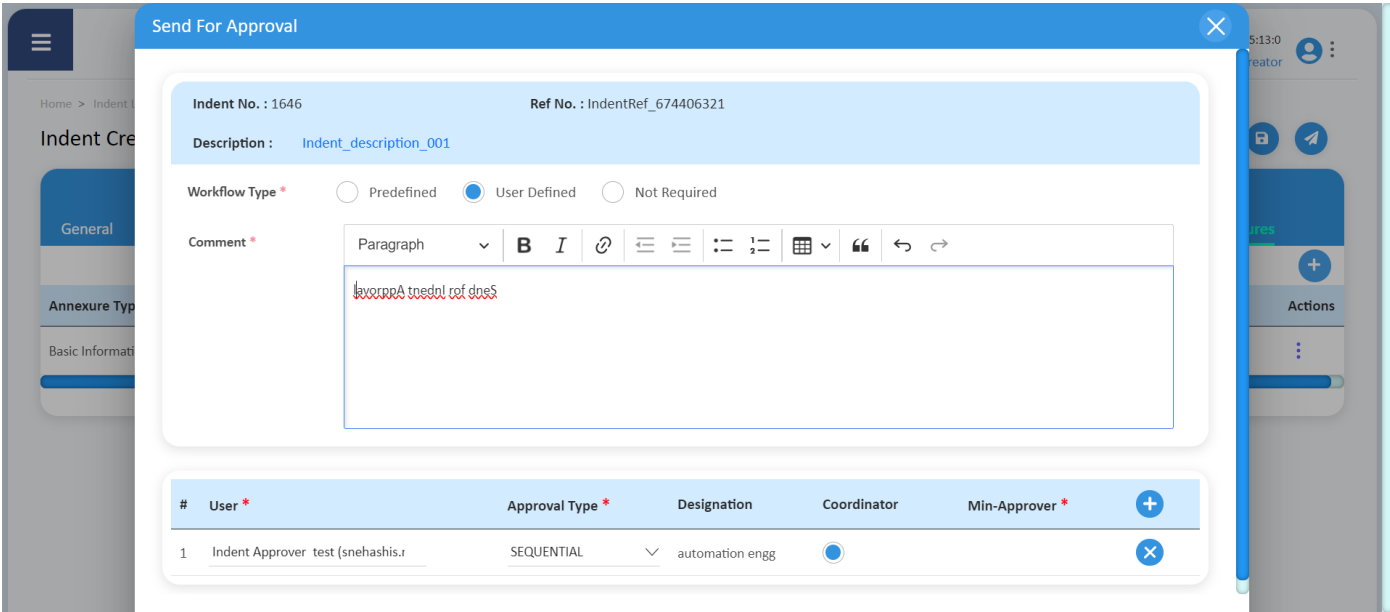 Send For Approval
5:13:0
reator
Home > Indent L
Indent Cre
Indent No. : 1646
Ref No. : IndentRef_674406321
Description : Indent_description_001
Workflow Type * Predefined User Defined Not Required
General
ures
Comment * Paragraph B I
lavorppA tnednI rof dneS
Annexure Typ
Actions
Basic Informati
# User * Approval Type * Designation Coordinator Min-Approver *
1 Indent Approver test (snehashis.r SEQUENTIAL automation engg